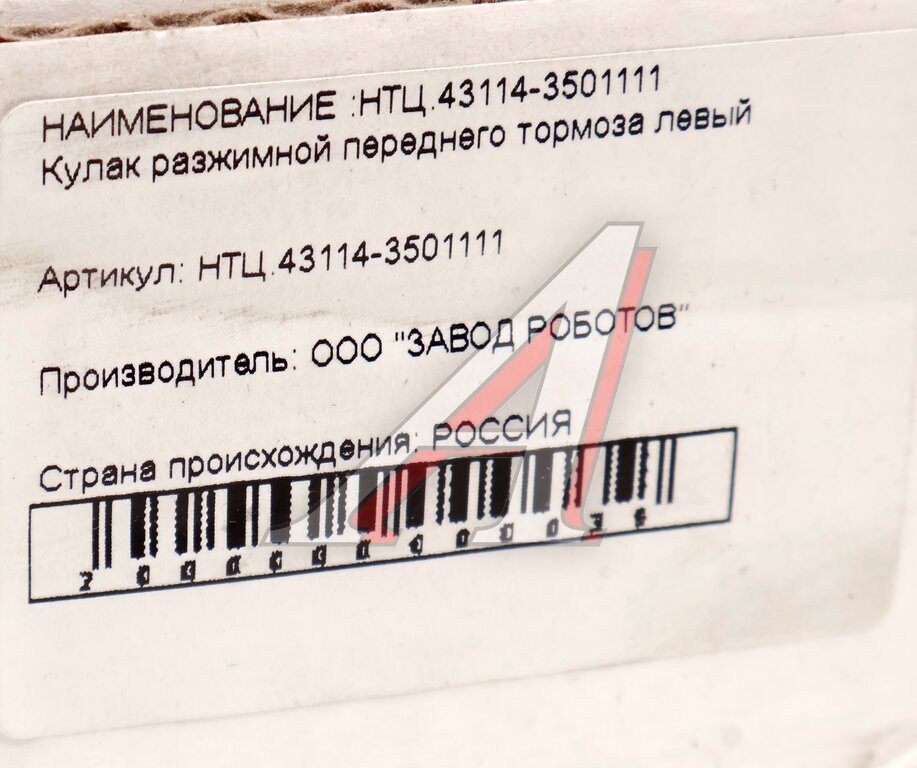 НАИМЕНОВАНИЕ :НТЦ.43114-3501111
Кулак разжимной переднего тормоза левый
Артикул: НТЦ.43114-3501111
Производитель: ООО "ЗАВОД РОБОТОВ"
Страна происхождения: РОССИЯ